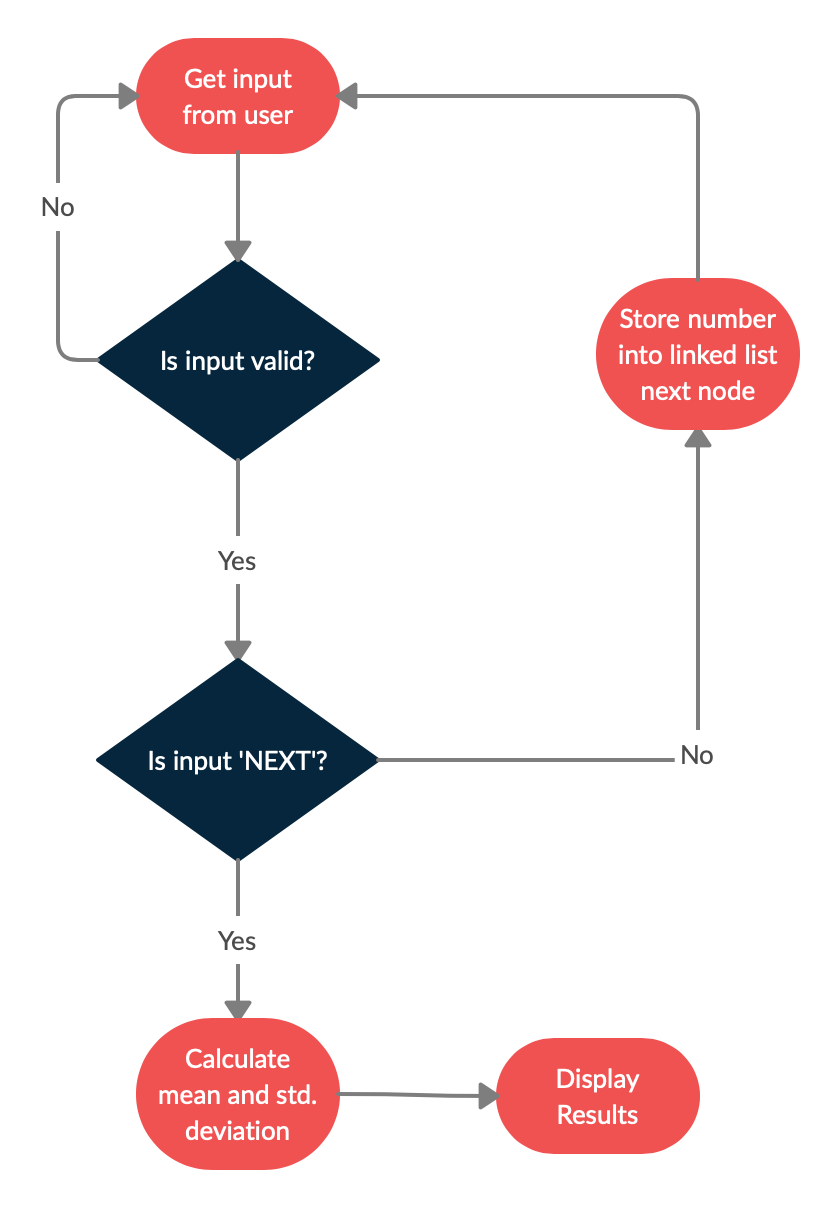 Get input
from user
No
Is input valid?
Store number
into linked list
next node
Yes
Is input 'NEXT'?
No
Yes
Calculate
mean and std.
deviation
Display
Results